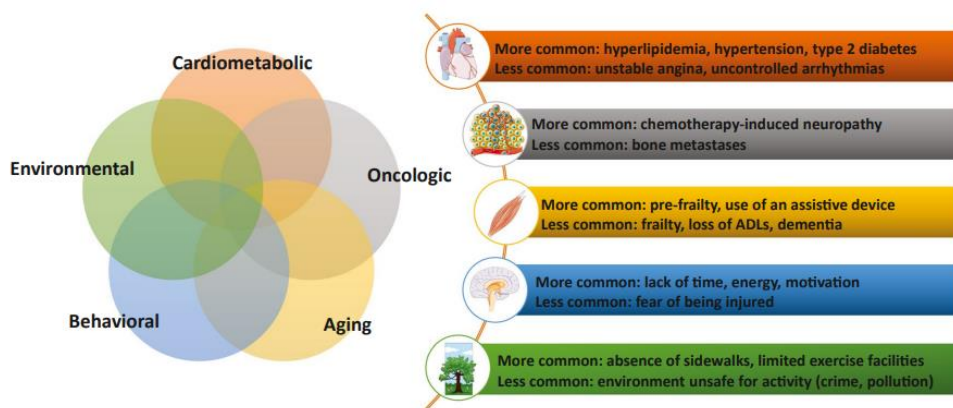 Cardiometabolic
Environmental
Oncologic
Behavioral
Aging
More common: hyperlipidemia, hypertension, type 2 diabetes
Less common: unstable angina, uncontrolled arrhythmias
More common: chemotherapy-induced neuropathy
Less common: bone metastases
More common: pre-frailty, use of an assistive device
Less common: frailty, loss of ADLs, dementia
More common: lack of time, energy, motivation
Less common: fear of being injured
More common: absence of sidewalks, limited exercise facilities
Less common: environment unsafe for activity (crime, pollution)